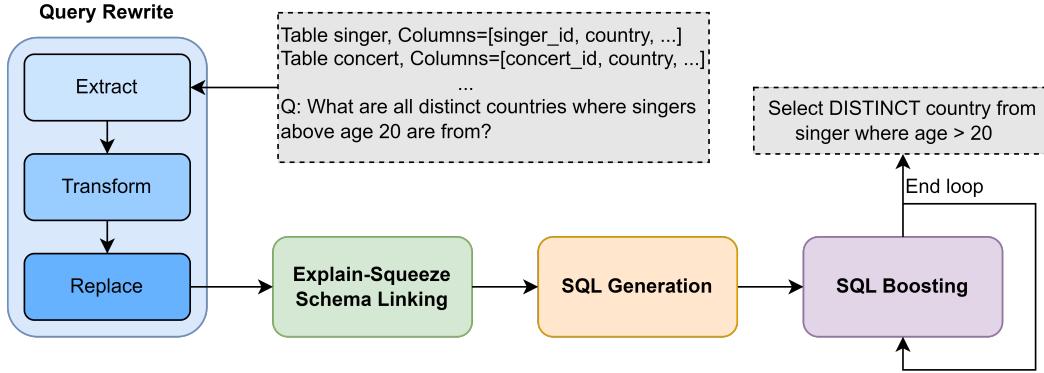 Query Rewrite
Extract
Transform
Replace
Table singer, Columns=[singer_id, country, ...]
Table concert, Columns=[concert_id, country, ...]
...
Q: What are all distinct countries where singers
above age 20 are from?
Explain-Squeeze
Schema Linking
SQL Generation
SQL Boosting
Select DISTINCT country from
singer where age > 20
End loop